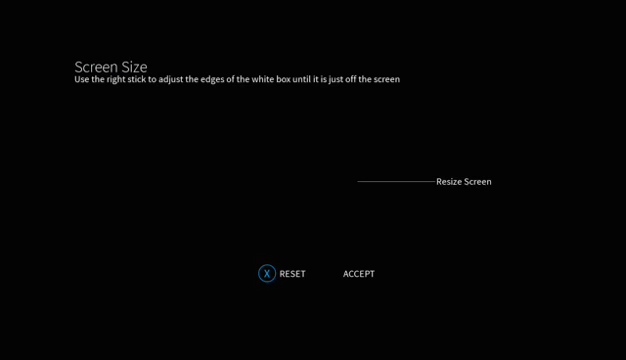 Screen Size
Use the right stick to adjust the edges of the white box until it is just off the screen
Resize Screen
X RESET ACCEPT